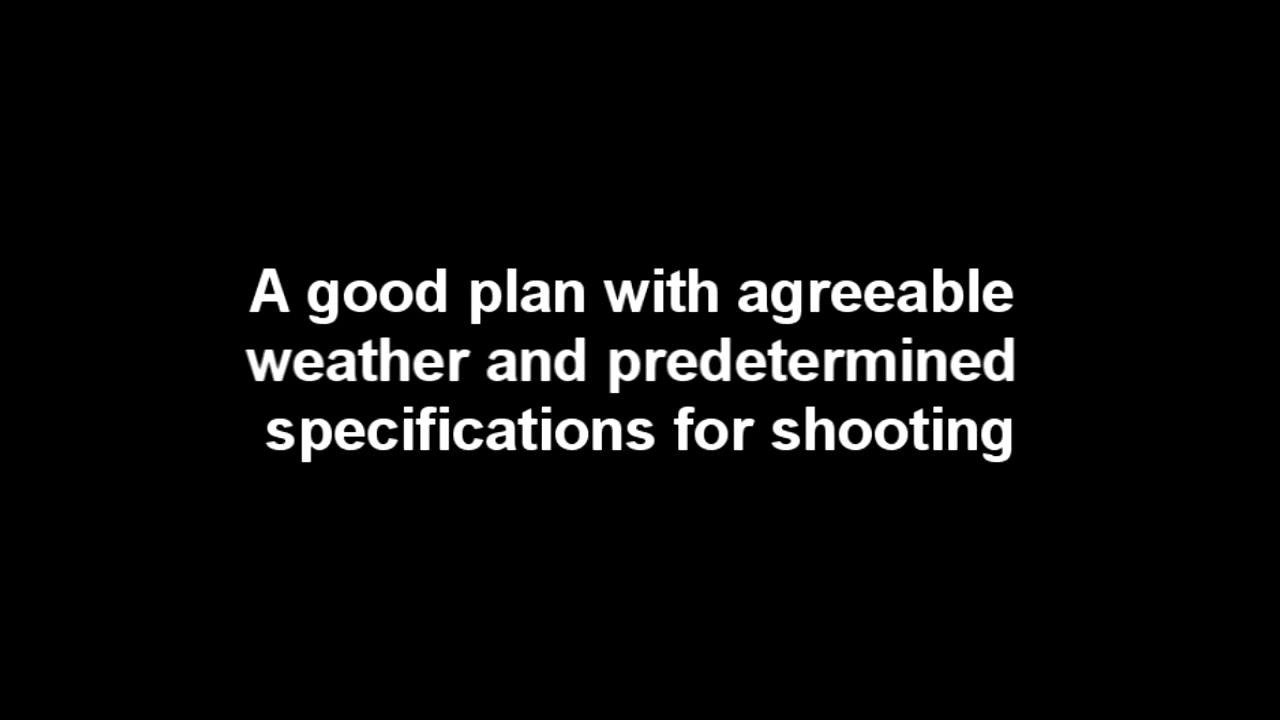 A good plan with agreeable
weather and predetermined
specifications for shooting